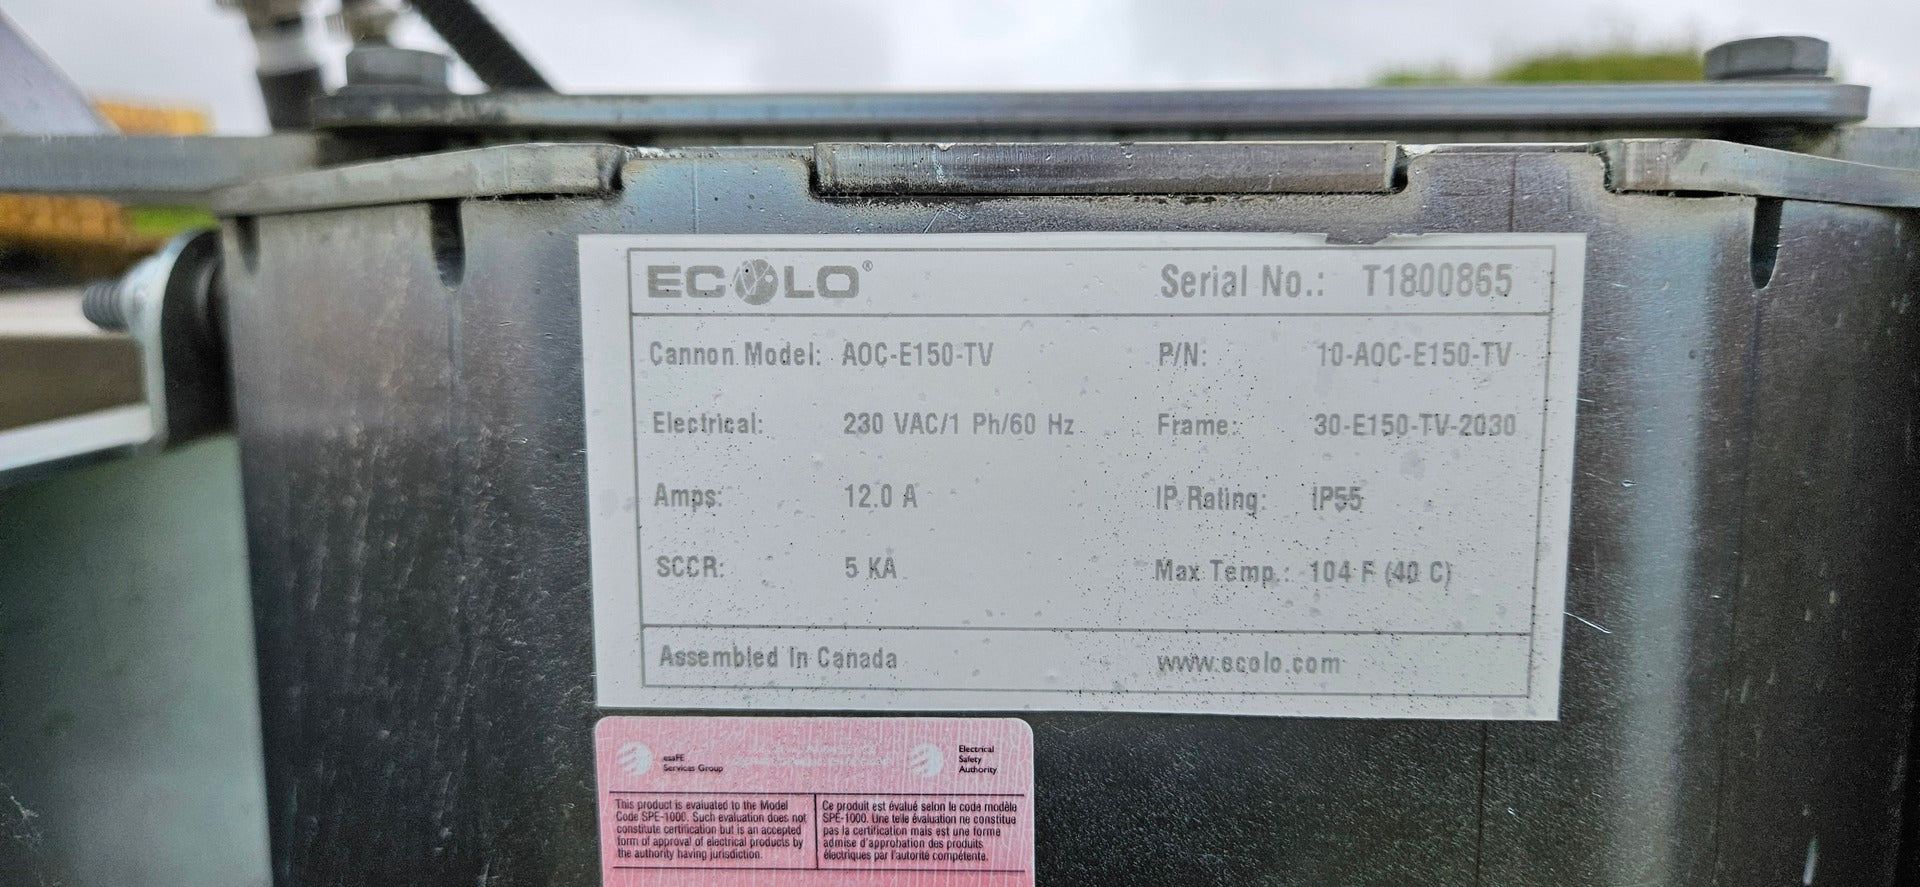 ECOLO® Serial No.: T1800865
Cannon Model: AOC-E150-TV P/N: 10-AOC-E150-TV
Electrical: 230 VAC/1 Ph/60 Hz Frame: 30-E150-TV-2030
Amps: 12.0 A IP Rating: IP55
SCCR: 5 KA Max Temp.: 104 F (40 C)
Assembled In Canada www.ecolo.com
esaFE
Services Group
Electrical
Safety
Authority
This product is evaluated to the Model
Code SPE-1000. Such evaluation does not
constitute certification but is an accepted
form of approval of electrical products by
the authority having jurisdiction.
Ce produit est évalué selon le code modèle
SPE-1000. Une telle évaluation ne constitue
pas la certification mais est une forme
admise d'approbation des produits
électriques par l'autorité compétente.